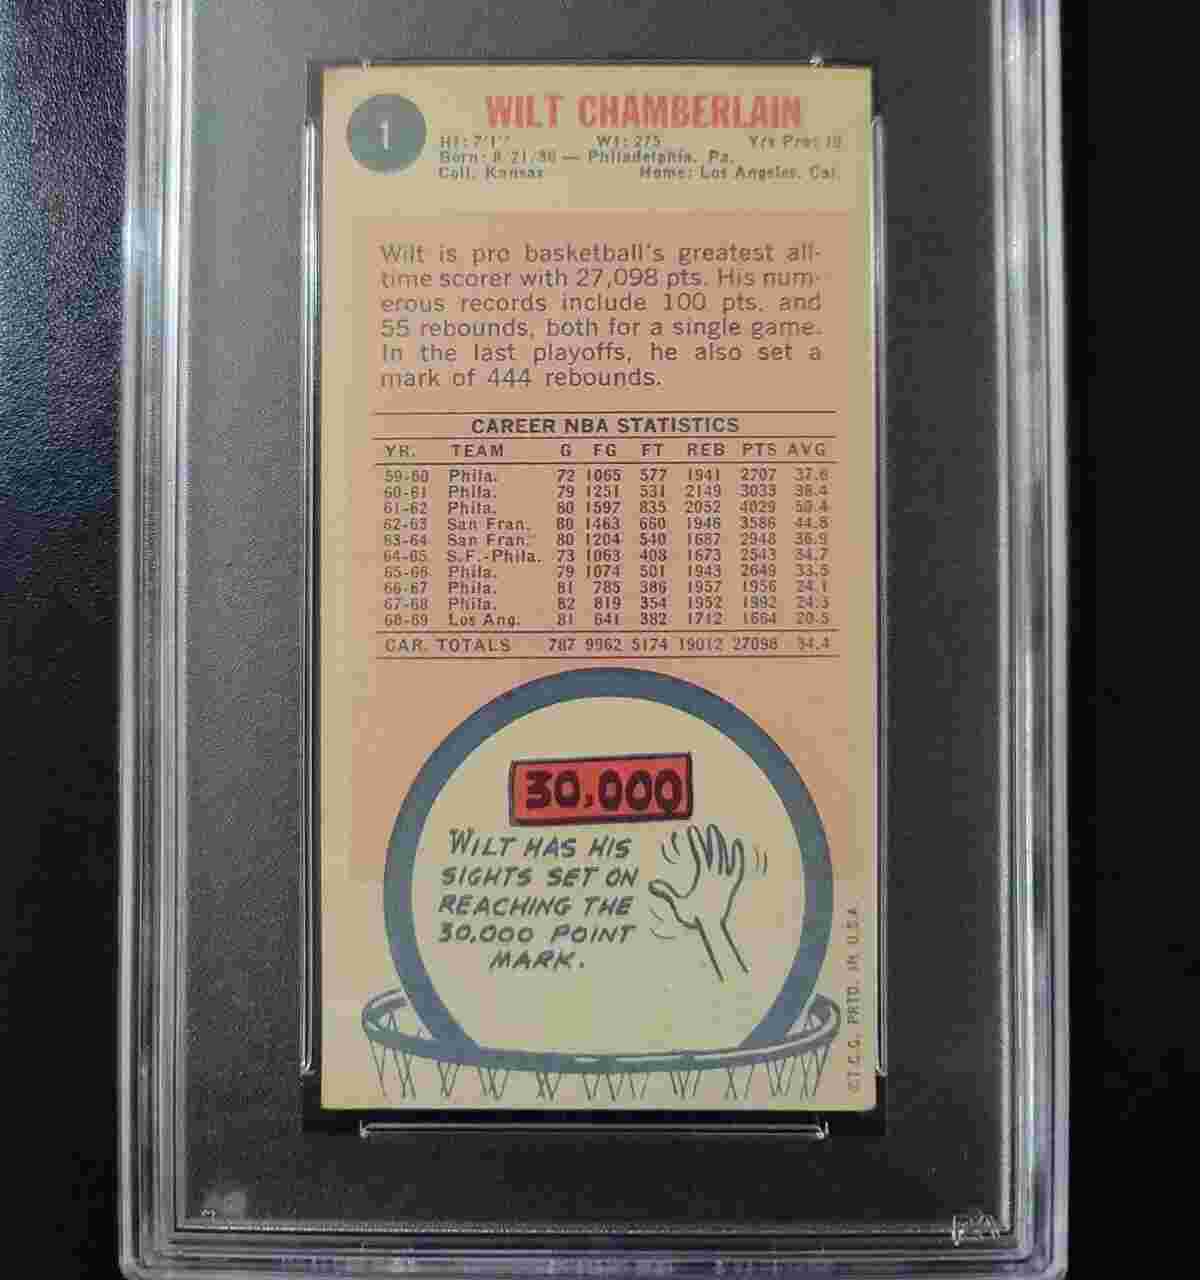 1
WILT CHAMBERLAIN
Ht: 7'1" Wt: 275 Yrs Pro: 10
Born: 8/21/36 — Philadelphia, Pa.
Coll. Kansas Home: Los Angeles, Cal.
Wilt is pro basketball's greatest all-
time scorer with 27,098 pts. His num-
erous records include 100 pts. and
55 rebounds, both for a single game.
In the last playoffs, he also set a
mark of 444 rebounds.
CAREER NBA STATISTICS
YR. TEAM G FG FT REB PTS AVG
59-60 Phila. 72 1065 577 1941 2707 37.6
60-61 Phila. 79 1251 531 2149 3033 38.4
61-62 Phila. 80 1597 835 2052 4029 50.4
62-63 San Fran. 80 1463 660 1946 3586 44.8
63-64 San Fran. 80 1204 540 1687 2948 36.9
64-65 S.F.-Phila. 73 1063 408 1673 2543 34.7
65-66 Phila. 79 1074 501 1943 2649 33.5
66-67 Phila. 81 785 386 1957 1956 24.1
67-68 Phila. 82 819 354 1952 1992 24.3
68-69 Los Ang. 81 641 382 1712 1664 20.5
CAR. TOTALS 787 9962 5174 19012 27098 34.4
30,000
WILT HAS HIS
SIGHTS SET ON
REACHING THE
30,000 POINT
MARK.
©T.C.G. PRTD. IN U.S.A.